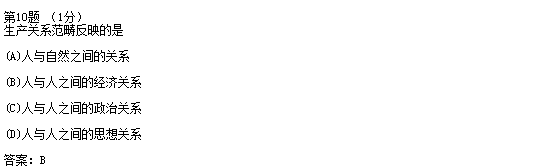 第10题 （1分）
生产关系范畴反映的是
(A)人与自然之间的关系
(B)人与人之间的经济关系
(C)人与人之间的政治关系
(D)人与人之间的思想关系
答案：B